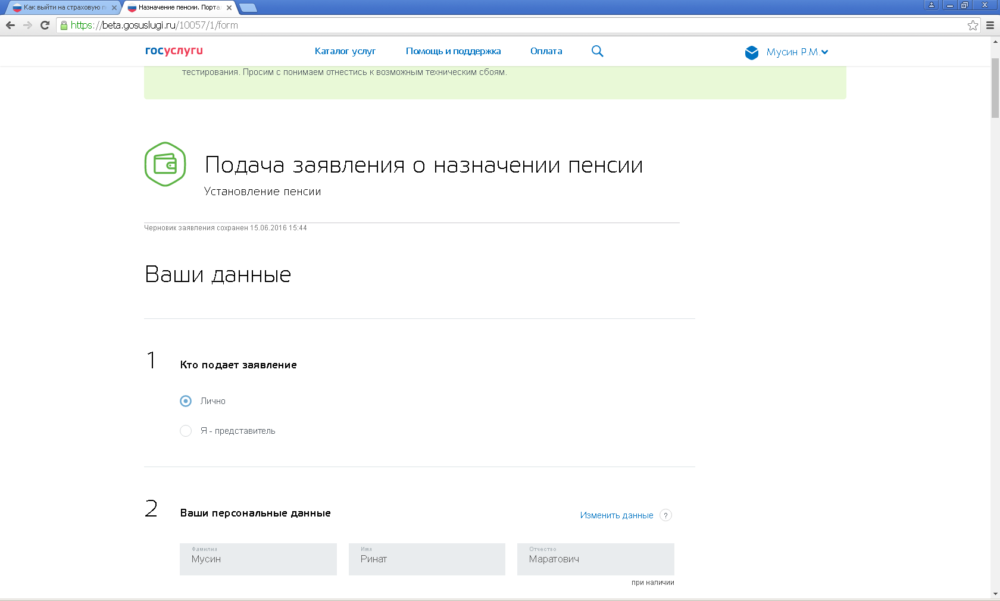 Как выйти на страховую п
Назначение пенсии. Порта
https://beta.gosuslugi.ru/10057/1/form
госуслуги
Каталог услуг
Помощь и поддержка
Оплата
Мусин Р.М.
тестирования. Просим с понимаем отнестись к возможным техническим сбоям.
Подача заявления о назначении пенсии
Установление пенсии
Черновик заявления сохранен 15.06.2016 15:44
Ваши данные
1 Кто подает заявление
Лично
Я - представитель
2 Ваши персональные данные
Изменить данные ?
Фамилия
Мусин
Имя
Ринат
Отчество
Маратович
при наличии